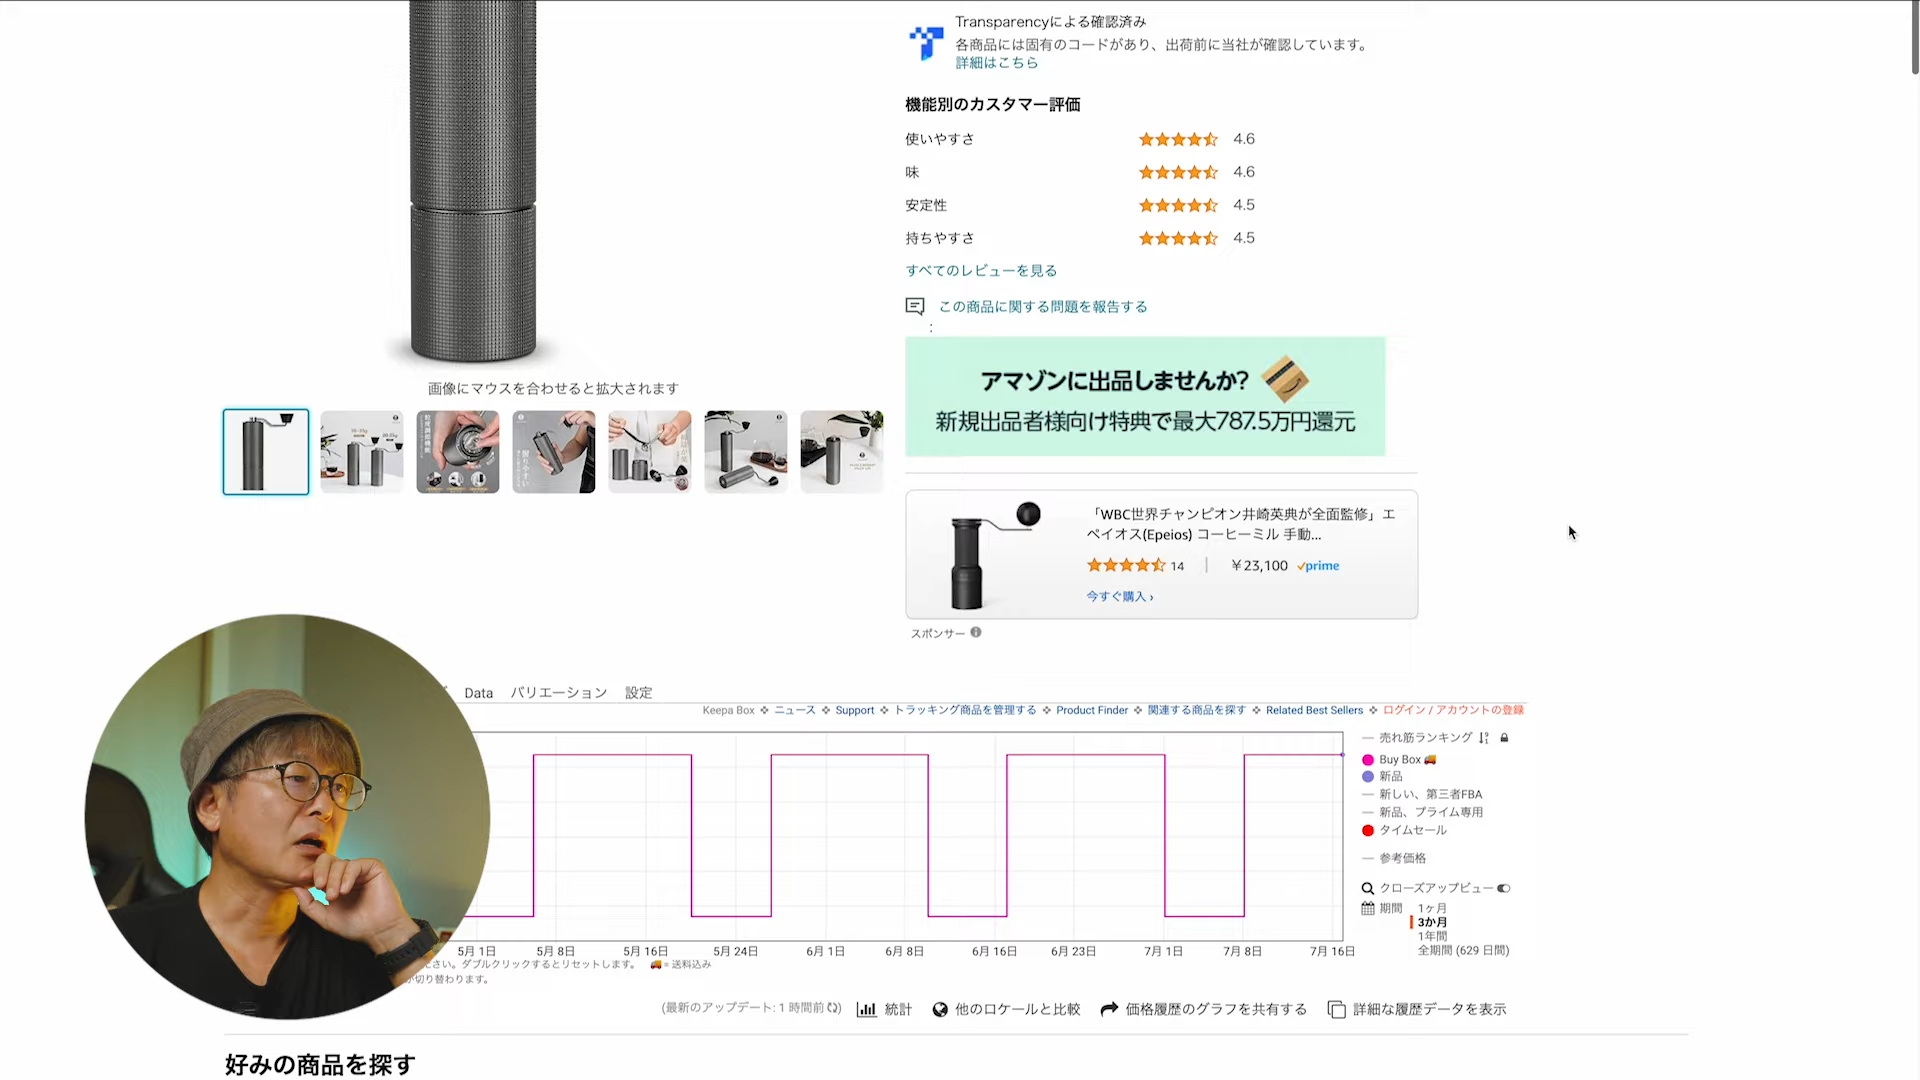 Transparencyによる確認済み
各商品には固有のコードがあり、出荷前に当社が確認しています。
詳細はこちら
機能別のカスタマー評価
使いやすさ 4.6
味 4.6
安定性 4.5
持ちやすさ 4.5
すべてのレビューを見る
この商品に関する問題を報告する
:
アマゾンに出品しませんか?
新規出品者様向け特典で最大787.5万円還元
画像にマウスを合わせると拡大されます
「WBC世界チャンピオン井崎英典が全面監修」エ
ペイオス(Epeios) コーヒーミル 手動...
14 | ￥23,100 prime
今すぐ購入 ›
スポンサー
Data バリエーション 設定
Keepa Box ニュース Support トラッキング商品を管理する Product Finder 関連する商品を探す Related Best Sellers ログイン / アカウントの登録
売れ筋ランキング
Buy Box
新品
新しい、第三者FBA
新品、プライム専用
タイムセール
参考価格
クローズアップビュー
期間 1ヶ月
3か月
1年間
全期間 (629 日間)
5月 1日 5月 8日 5月 16日 5月 24日 6月 1日 6月 8日 6月 16日 6月 23日 7月 1日 7月 8日 7月 16日
ださい。ダブルクリックするとリセットします。 = 送料込み
が切り替わります。
(最新のアップデート: 1 時間前) 統計 他のロケールと比較 価格履歴のグラフを共有する 詳細な履歴データを表示
好みの商品を探す